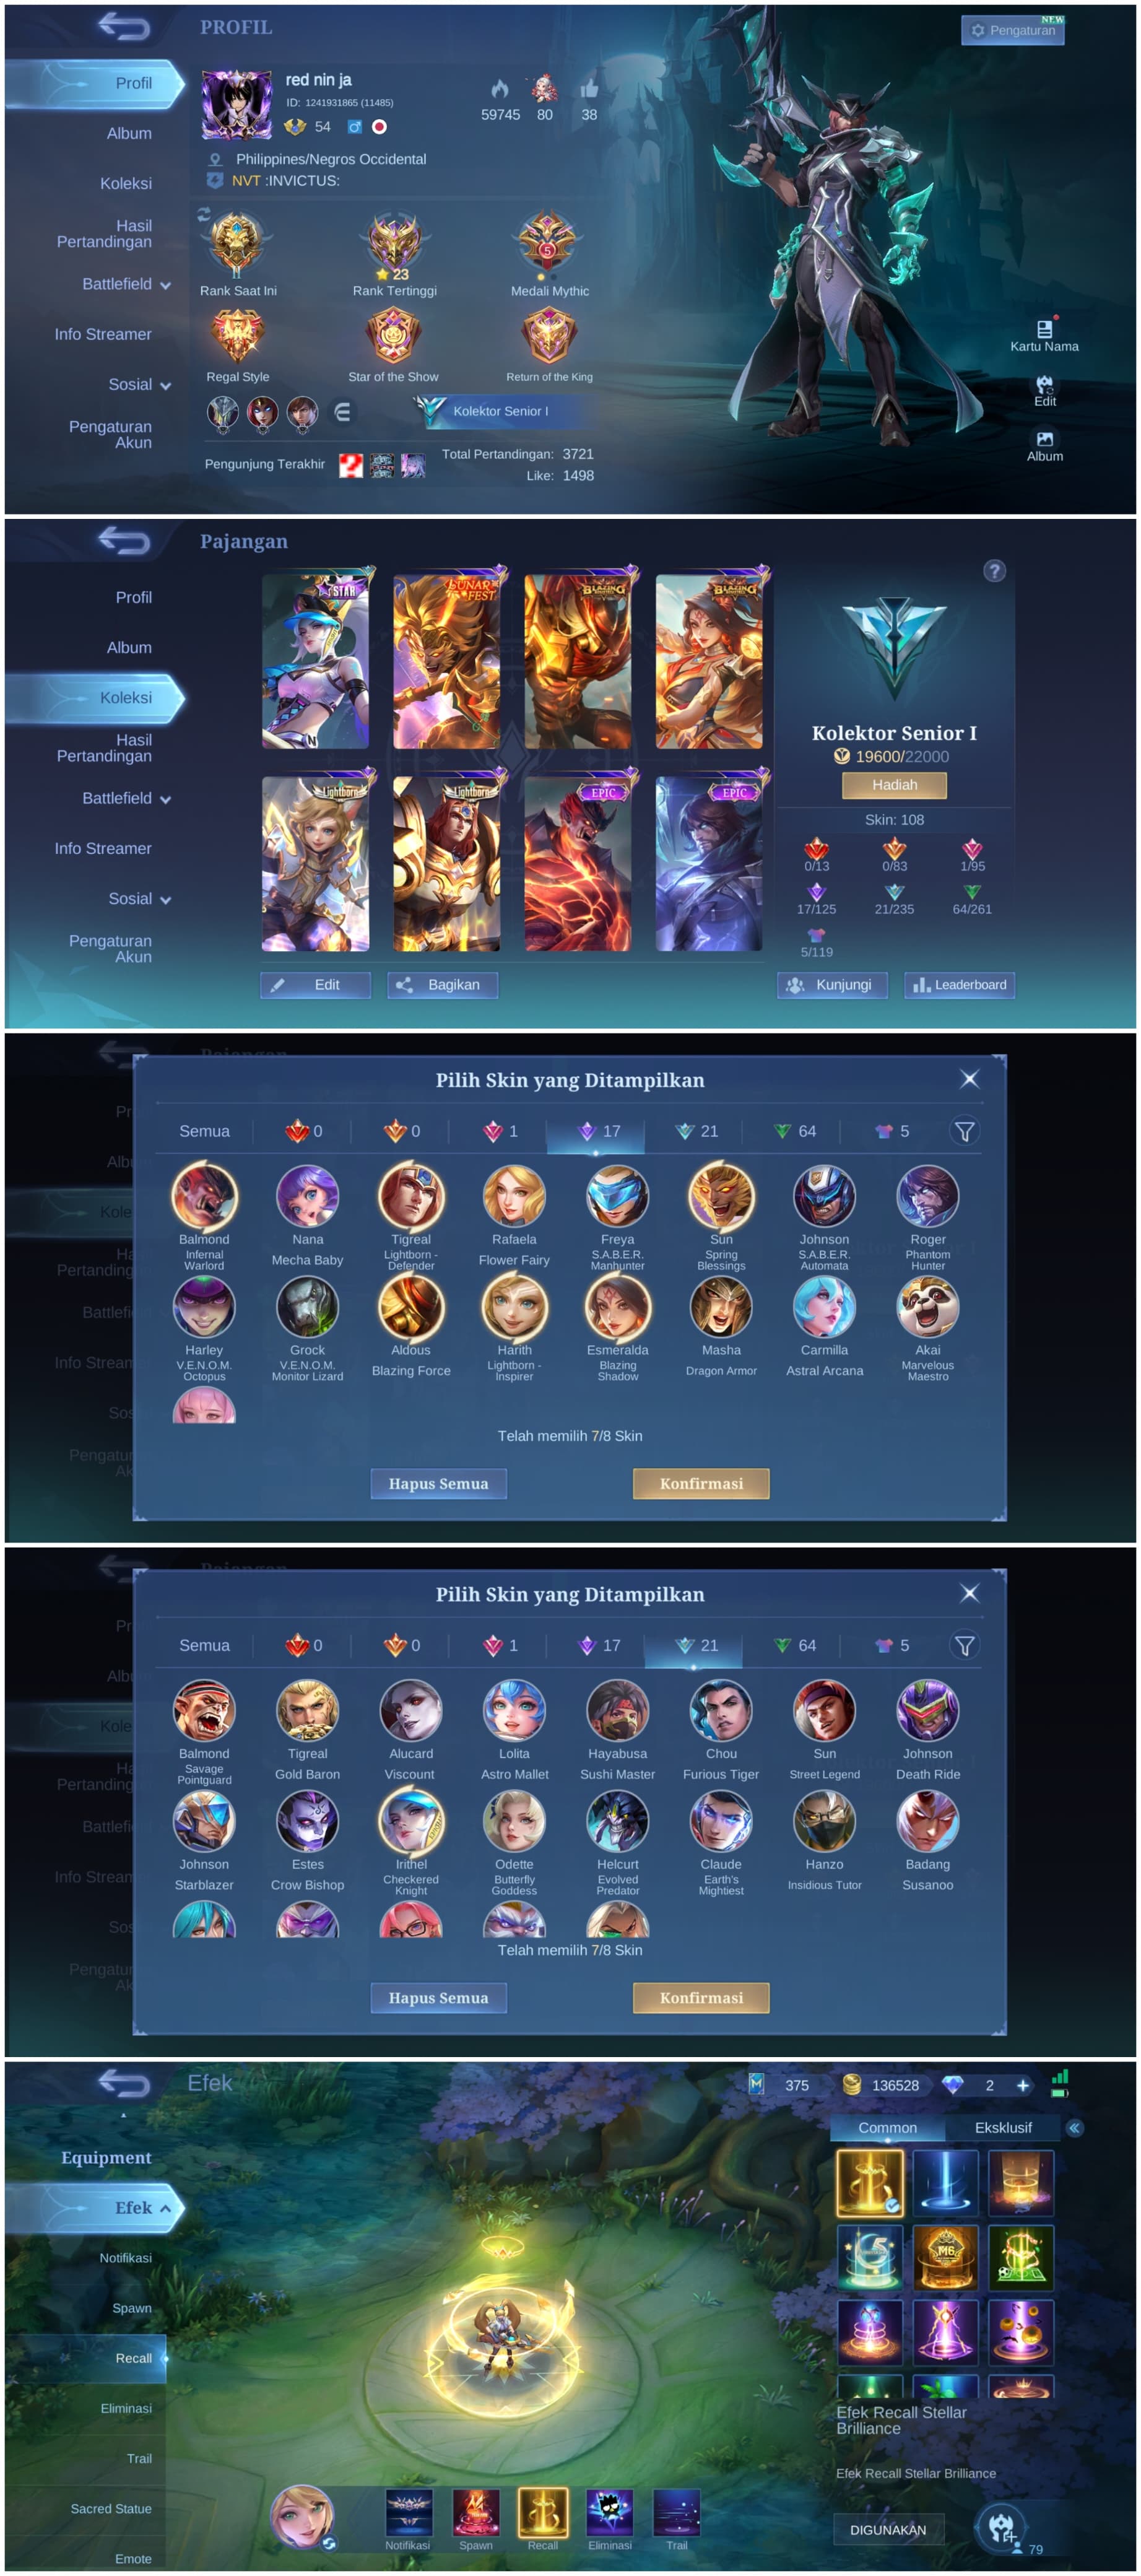 PROFIL
NEW
Pengaturan
Profil
red nin ja
ID: 1241931865 (11485)
54
59745
80
38
Album
Philippines/Negros Occidental
Koleksi
NVT :INVICTUS:
Hasil
Pertandingan
II
23
5
Rank Saat Ini
Rank Tertinggi
Medali Mythic
Battlefield
Info Streamer
Kartu Nama
Regal Style
Star of the Show
Return of the King
Sosial
Edit
Kolektor Senior I
Pengaturan
Akun
Pengunjung Terakhir
Total Pertandingan: 3721
Like: 1498
Album
Pajangan
Profil
Album
Koleksi
Hasil
Pertandingan
Battlefield
Info Streamer
Sosial
Pengaturan
Akun
STAR
LUNAR
FEST
BLAZING
BLAZING
Lightborn
Lightborn
EPIC
EPIC
?
Kolektor Senior I
19600/22000
Hadiah
Skin: 108
0/13
0/83
1/95
17/125
21/235
64/261
5/119
Edit
Bagikan
Kunjungi
Leaderboard
Pajangan
Pilih Skin yang Ditampilkan
Semua
0
0
1
17
21
64
5
Balmond
Infernal
Warlord
Nana
Mecha Baby
Tigreal
Lightborn -
Defender
Rafaela
Flower Fairy
Freya
S.A.B.E.R.
Manhunter
Sun
Spring
Blessings
Johnson
S.A.B.E.R.
Automata
Roger
Phantom
Hunter
Harley
V.E.N.O.M.
Octopus
Grock
V.E.N.O.M.
Monitor Lizard
Aldous
Blazing Force
Harith
Lightborn -
Inspirer
Esmeralda
Blazing
Shadow
Masha
Dragon Armor
Carmilla
Astral Arcana
Akai
Marvelous
Maestro
Telah memilih 7/8 Skin
Hapus Semua
Konfirmasi
Pajangan
Pilih Skin yang Ditampilkan
Semua
0
0
1
17
21
64
5
Balmond
Savage
Pointguard
Tigreal
Gold Baron
Alucard
Viscount
Lolita
Astro Mallet
Hayabusa
Sushi Master
Chou
Furious Tiger
Sun
Street Legend
Johnson
Death Ride
Johnson
Starblazer
Estes
Crow Bishop
Irithel
Checkered
Knight
Odette
Butterfly
Goddess
Helcurt
Evolved
Predator
Claude
Earth's
Mightiest
Hanzo
Insidious Tutor
Badang
Susanoo
Telah memilih 7/8 Skin
Hapus Semua
Konfirmasi
Efek
375
136528
2
Common
Eksklusif
Equipment
Efek
Notifikasi
Spawn
Recall
Eliminasi
Trail
Sacred Statue
Emote
M6
Efek Recall Stellar
Brilliance
Efek Recall Stellar Brilliance
DIGUNAKAN
79
Notifikasi
Spawn
Recall
Eliminasi
Trail